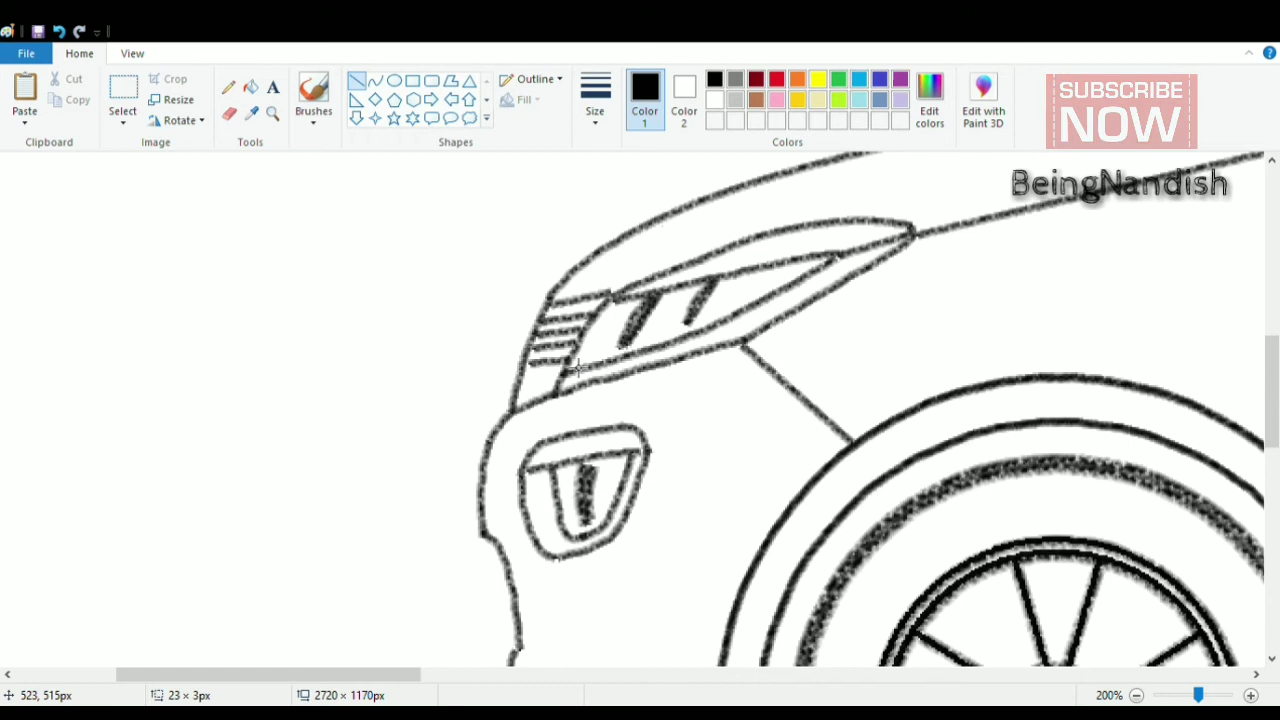 File Home View
Paste Cut Copy
Clipboard
Select Crop Resize Rotate
Image
Tools
Brushes
Outline Fill
Shapes
Size
Color 1
Color 2
Edit colors
Colors
Edit with Paint 3D
SUBSCRIBE
NOW
BeingNandish
523, 515px
23 × 3px
2720 × 1170px
200%